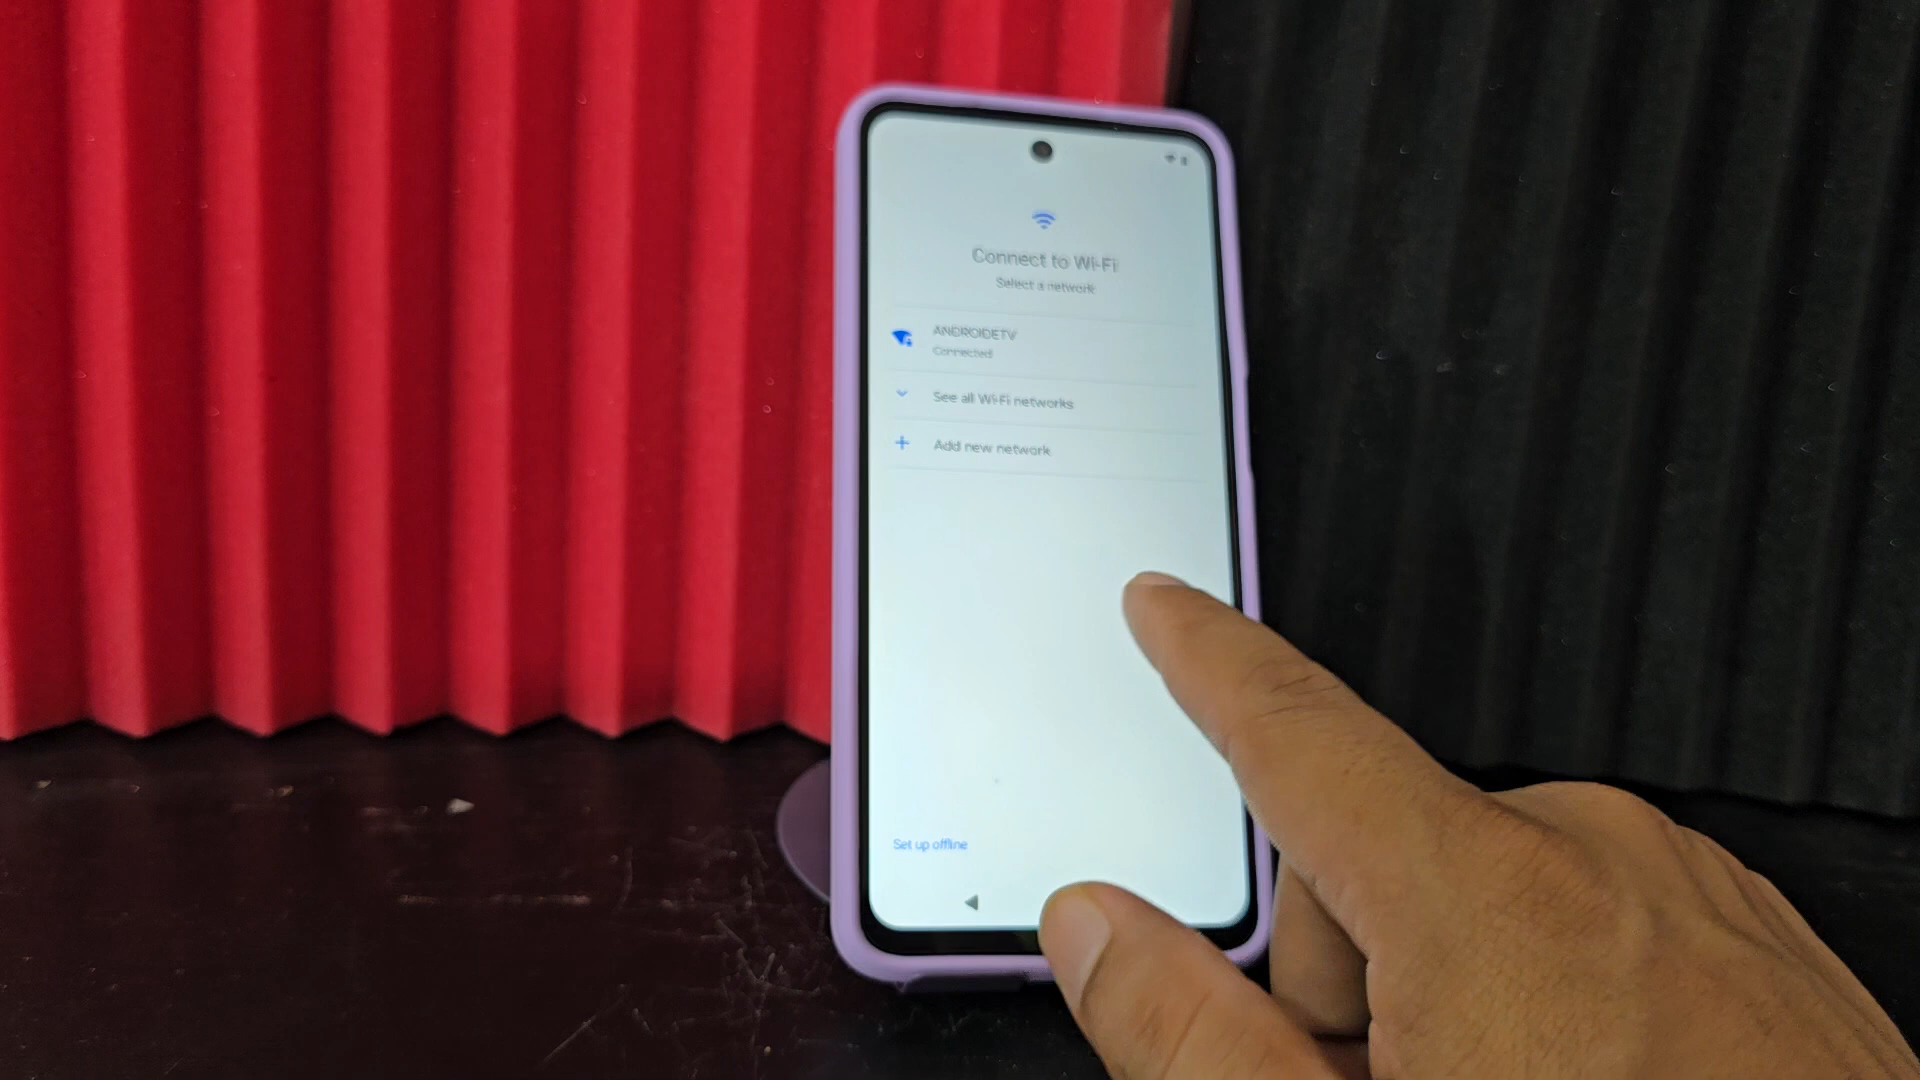 Connect to Wi-Fi
Select a network
ANDROIDETV
Connected
See all Wi-Fi networks
Add new network
Set up offline